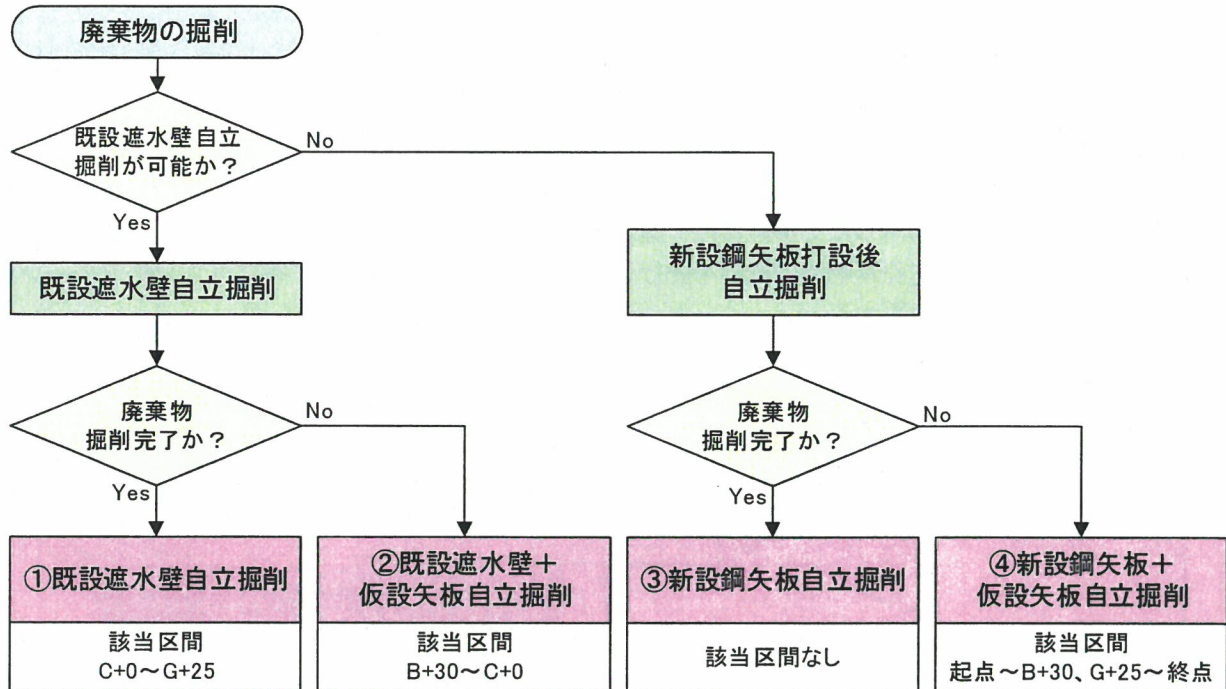 廃棄物の掘削
既設遮水壁自立
掘削が可能か？
No
Yes
既設遮水壁自立掘削
新設鋼矢板打設後
自立掘削
廃棄物
掘削完了か？
No
Yes
廃棄物
掘削完了か？
No
Yes
①既設遮水壁自立掘削
該当区間
C+0～G+25
②既設遮水壁＋
仮設矢板自立掘削
該当区間
B+30～C+0
③新設鋼矢板自立掘削
該当区間なし
④新設鋼矢板＋
仮設矢板自立掘削
該当区間
起点～B+30、G+25～終点